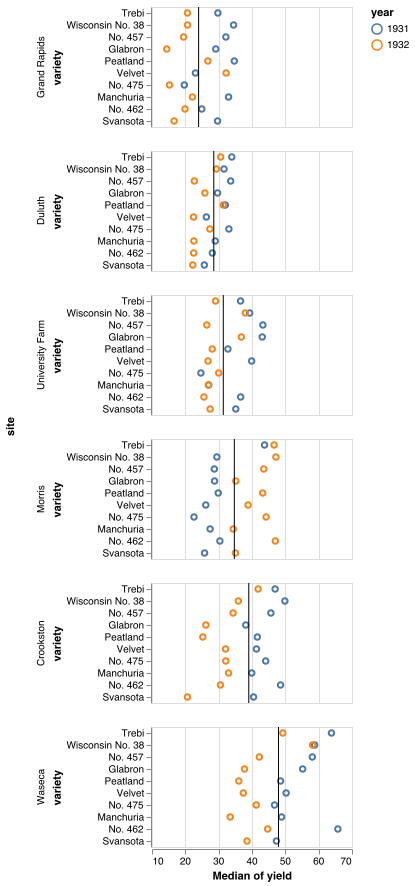 year
1931
1932
site
Grand Rapids
variety
Trebi
Wisconsin No. 38
No. 457
Glabron
Peatland
Velvet
No. 475
Manchuria
No. 462
Svansota
Duluth
variety
Trebi
Wisconsin No. 38
No. 457
Glabron
Peatland
Velvet
No. 475
Manchuria
No. 462
Svansota
University Farm
variety
Trebi
Wisconsin No. 38
No. 457
Glabron
Peatland
Velvet
No. 475
Manchuria
No. 462
Svansota
Morris
variety
Trebi
Wisconsin No. 38
No. 457
Glabron
Peatland
Velvet
No. 475
Manchuria
No. 462
Svansota
Crookston
variety
Trebi
Wisconsin No. 38
No. 457
Glabron
Peatland
Velvet
No. 475
Manchuria
No. 462
Svansota
Waseca
variety
Trebi
Wisconsin No. 38
No. 457
Glabron
Peatland
Velvet
No. 475
Manchuria
No. 462
Svansota
10 20 30 40 50 60 70
Median of yield